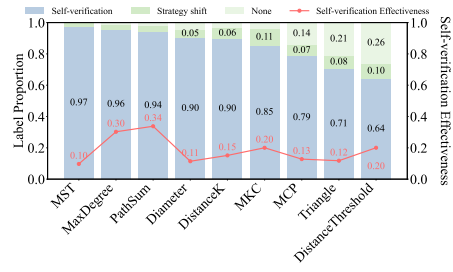 Self-verification Strategy shift None Self-verification Effectiveness
Label Proportion
Self-verification Effectiveness
1.0 1.0
0.8 0.8
0.6 0.6
0.4 0.4
0.2 0.2
0.0 0.0
0.05 0.06 0.11 0.14 0.07 0.21 0.08 0.26 0.10
0.97 0.96 0.94 0.90 0.90 0.85 0.79 0.71 0.64
0.10 0.30 0.34 0.11 0.15 0.20 0.13 0.12 0.20
MST
MaxDegree
PathSum
Diameter
DistanceK
MKC
MCP
Triangle
DistanceThreshold